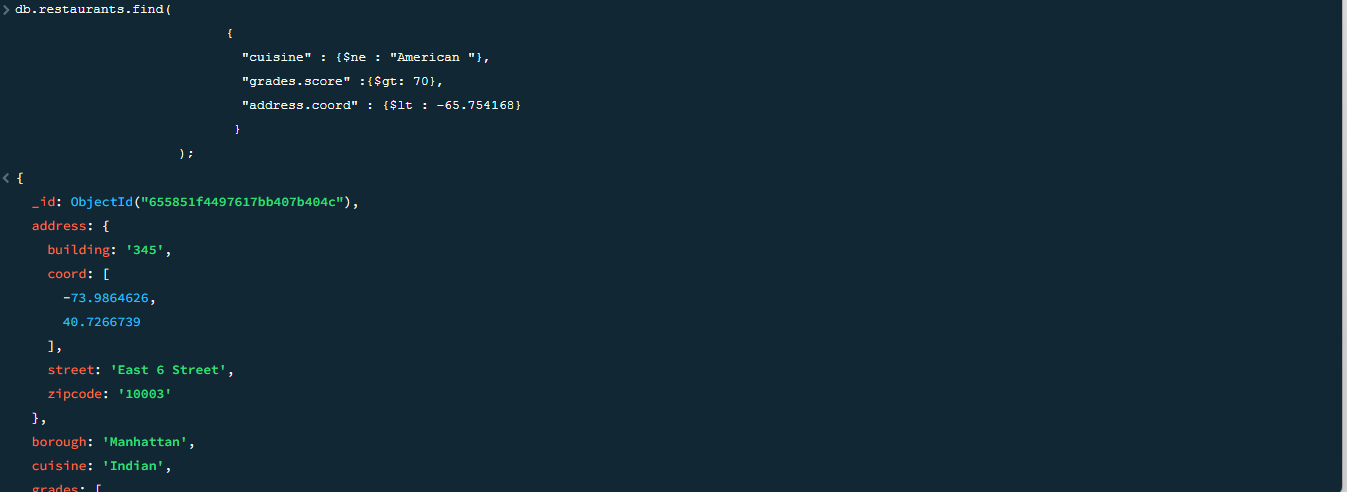 > db.restaurants.find(
{
"cuisine" : {$ne : "American "},
"grades.score" :{$gt: 70},
"address.coord" : {$lt : -65.754168}
}
);
< {
_id: ObjectId("655851f4497617bb407b404c"),
address: {
building: '345',
coord: [
-73.9864626,
40.7266739
],
street: 'East 6 Street',
zipcode: '10003'
},
borough: 'Manhattan',
cuisine: 'Indian',
grades: [